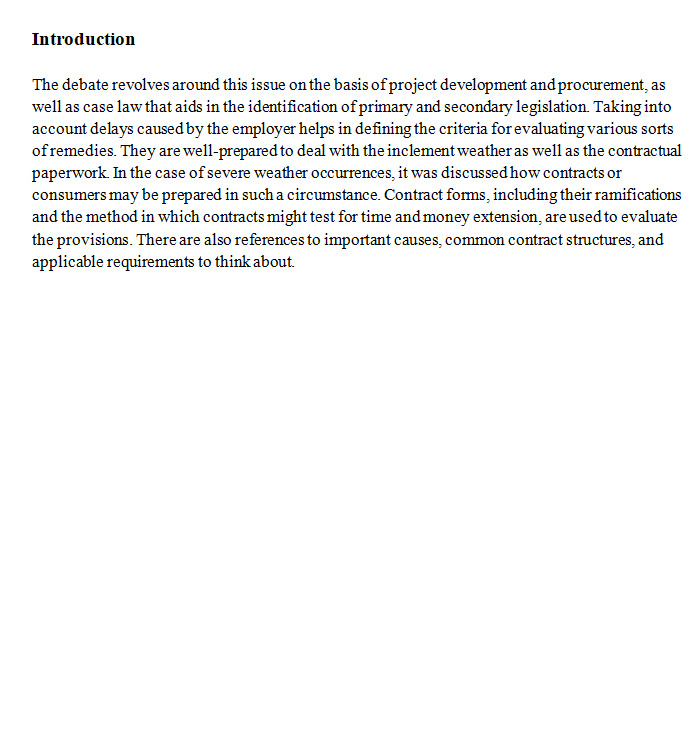 Introduction
The debate revolves around this issue on the basis of project development and procurement, as
well as case law that aids in the identification of primary and secondary legislation. Taking into
account delays caused by the employer helps in defining the criteria for evaluating various sorts
of remedies. They are well-prepared to deal with the inclement weather as well as the contractual
paperwork. In the case of severe weather occurrences, it was discussed how contracts or
consumers may be prepared in such a circumstance. Contract forms, including their ramifications
and the method in which contracts might test for time and money extension, are used to evaluate
the provisions. There are also references to important causes, common contract structures, and
applicable requirements to think about.